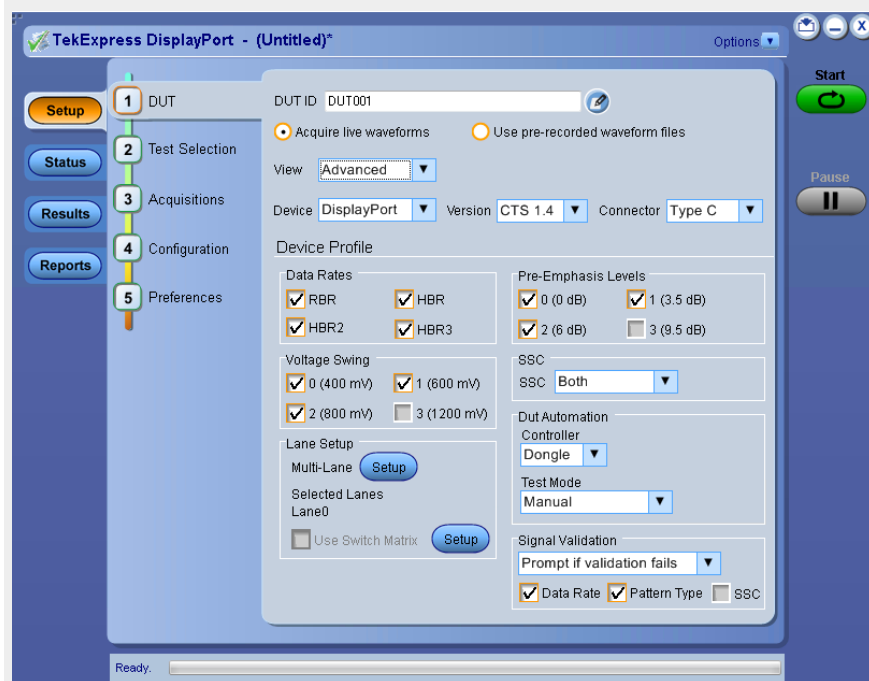 TekExpress DisplayPort - (Untitled)*
Options
Start
Pause
Setup
Status
Results
Reports
1 DUT
2 Test Selection
3 Acquisitions
4 Configuration
5 Preferences
DUT ID DUT001
Acquire live waveforms Use pre-recorded waveform files
View Advanced
Device DisplayPort Version CTS 1.4 Connector Type C
Device Profile
Data Rates
RBR HBR
HBR2 HBR3
Voltage Swing
0 (400 mV) 1 (600 mV)
2 (800 mV) 3 (1200 mV)
Lane Setup
Multi-Lane Setup
Selected Lanes
Lane0
Use Switch Matrix Setup
Pre-Emphasis Levels
0 (0 dB) 1 (3.5 dB)
2 (6 dB) 3 (9.5 dB)
SSC
SSC Both
Dut Automation
Controller
Dongle
Test Mode
Manual
Signal Validation
Prompt if validation fails
Data Rate Pattern Type SSC
Ready.